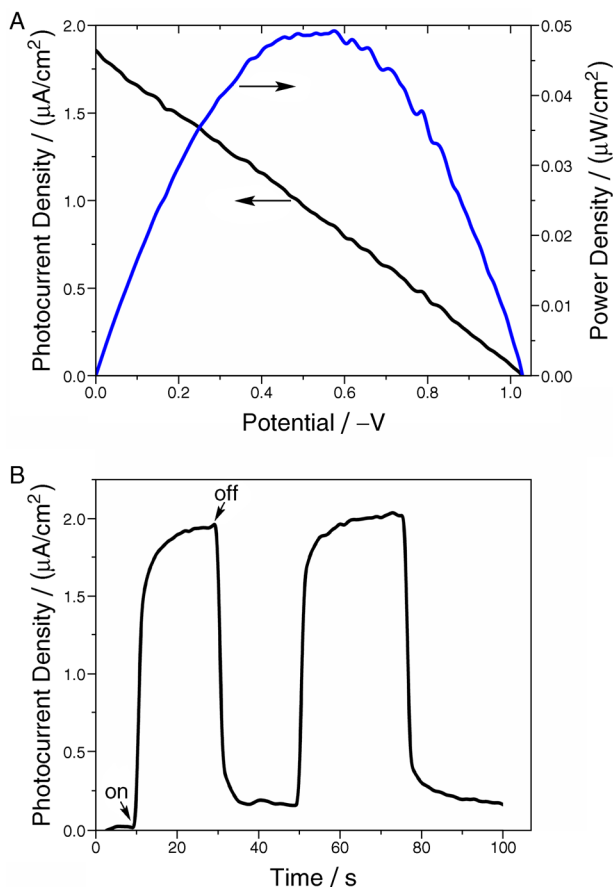 A
Photocurrent Density / (μA/cm²)
2.0
1.5
1.0
0.5
0.0
0.05
0.04
0.03
0.02
0.01
0.00
Power Density / (μW/cm²)
0.0 0.2 0.4 0.6 0.8 1.0
Potential / –V
B
Photocurrent Density / (μA/cm²)
2.0
1.5
1.0
0.5
0.0
off
on
0 20 40 60 80 100
Time / s